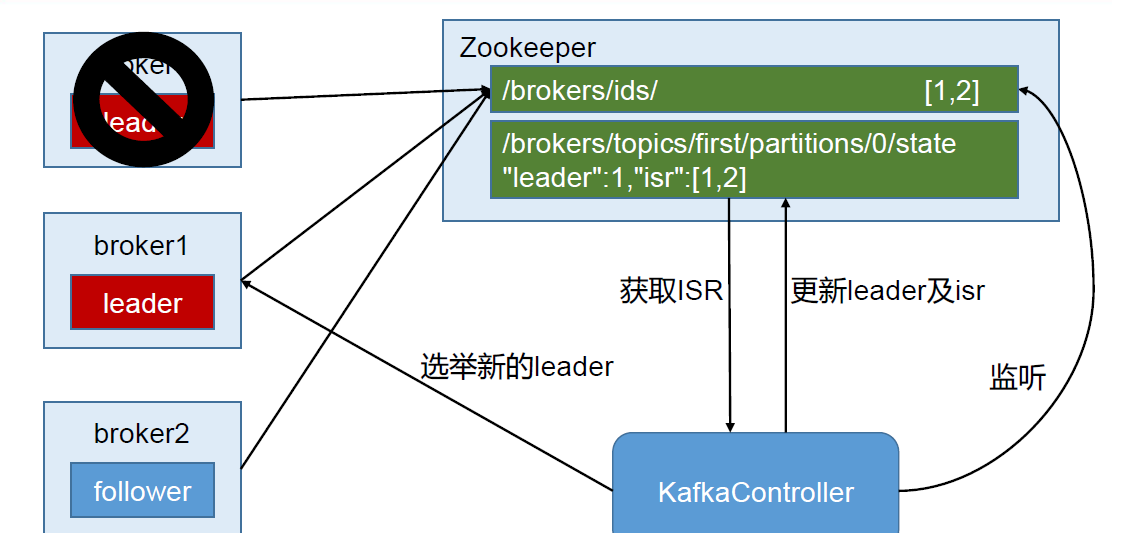 Zookeeper
/brokers/ids/ [1,2]
/brokers/topics/first/partitions/0/state
"leader":1,"isr":[1,2]
broker1
leader
获取ISR
更新leader及isr
选举新的leader
监听
broker2
follower
KafkaController